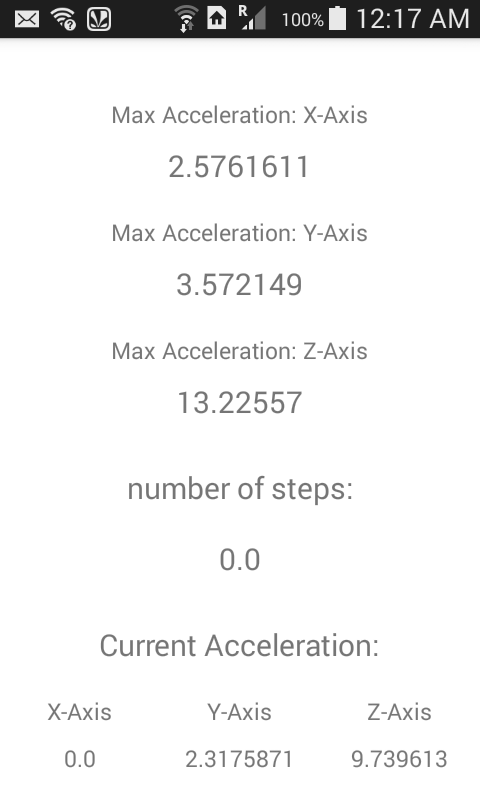 R 100% 12:17 AM
Max Acceleration: X-Axis
2.5761611
Max Acceleration: Y-Axis
3.572149
Max Acceleration: Z-Axis
13.22557
number of steps:
0.0
Current Acceleration:
X-Axis Y-Axis Z-Axis
0.0 2.3175871 9.739613